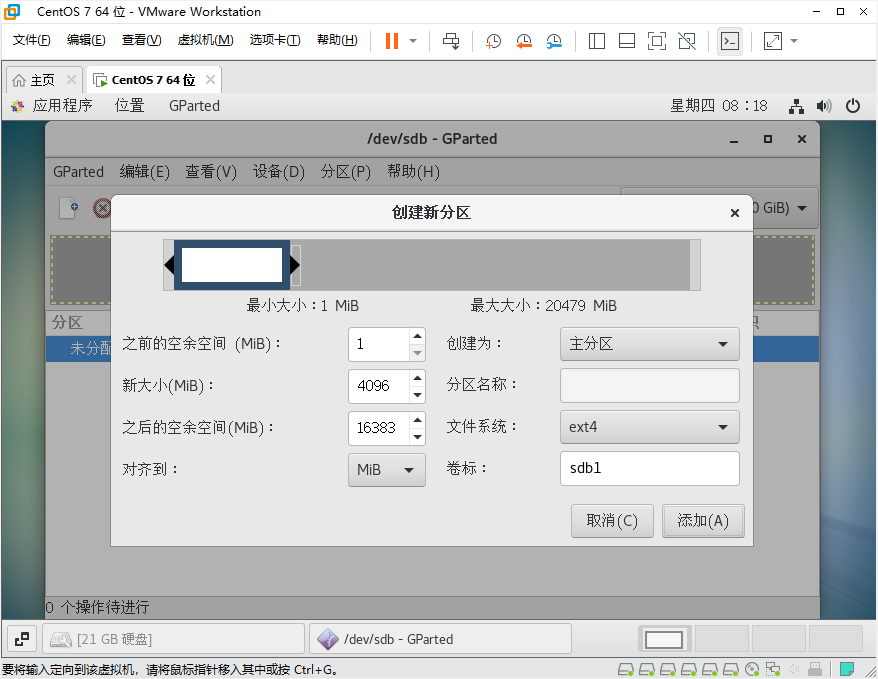 CentOS 7 64 位 - VMware Workstation
文件(F) 编辑(E) 查看(V) 虚拟机(M) 选项卡(T) 帮助(H)
主页 CentOS 7 64 位
应用程序 位置 GParted 星期四 08：18
/dev/sdb - GParted
GParted 编辑(E) 查看(V) 设备(D) 分区(P) 帮助(H)
创建新分区
0 GiB)
最小大小：1 MiB 最大大小：20479 MiB
分区
之前的空余空间 (MiB)： 1 创建为： 主分区
未分配
新大小(MiB)： 4096 分区名称：
之后的空余空间(MiB)： 16383 文件系统： ext4
对齐到： MiB 卷标： sdb1
取消(C) 添加(A)
0 个操作待进行
[21 GB 硬盘] /dev/sdb - GParted
要将输入定向到该虚拟机，请将鼠标指针移入其中或按 Ctrl+G。